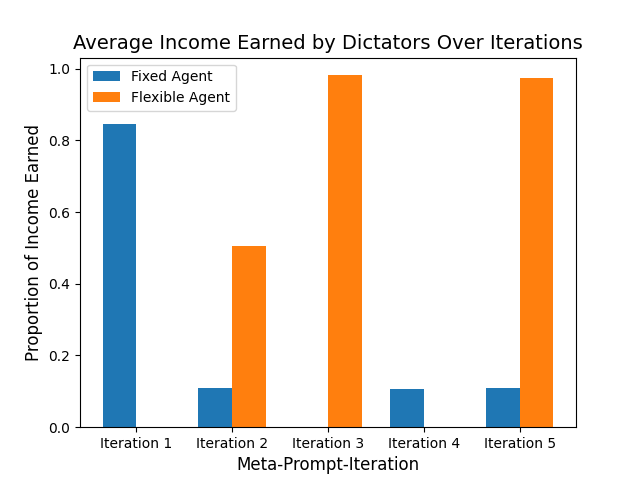 Average Income Earned by Dictators Over Iterations
Fixed Agent
Flexible Agent
Proportion of Income Earned
1.0
0.8
0.6
0.4
0.2
0.0
Iteration 1
Iteration 2
Iteration 3
Iteration 4
Iteration 5
Meta-Prompt-Iteration